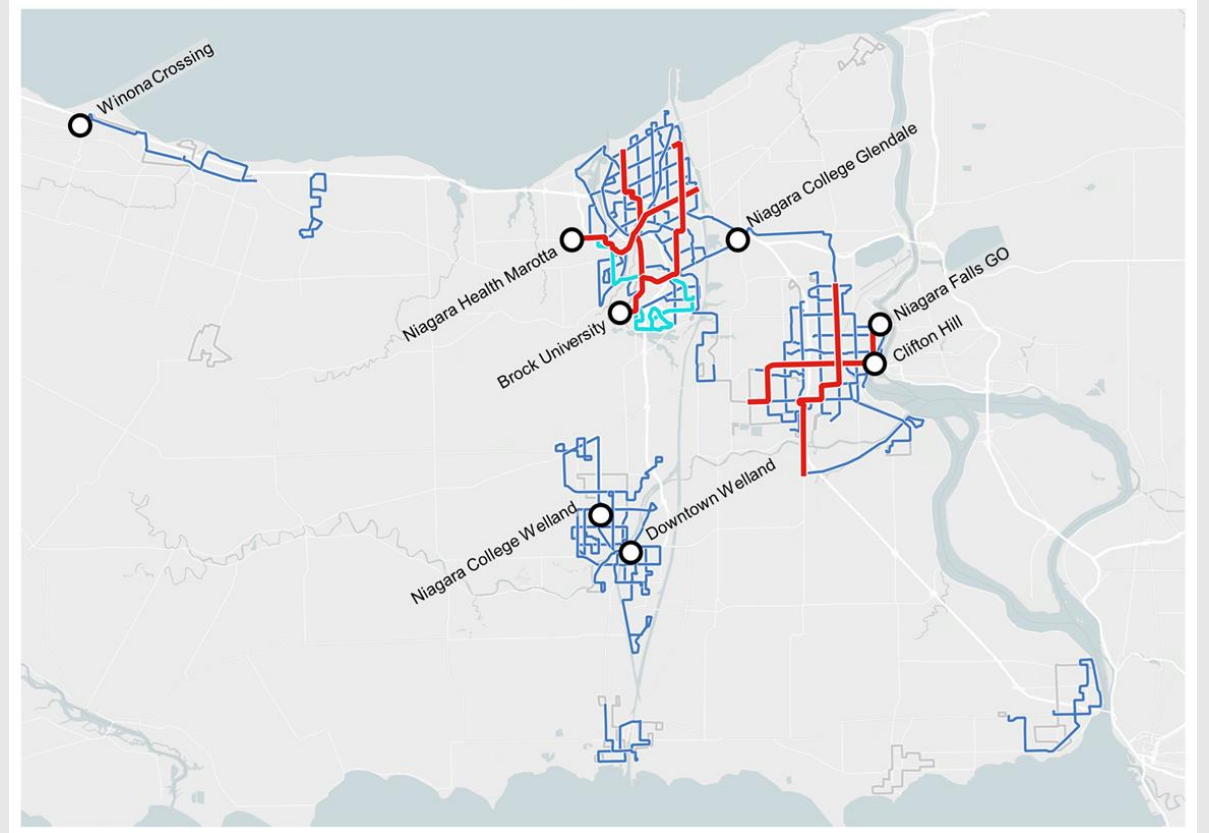 Winona Crossing
Niagara College Glendale
Niagara Health Marotta
Niagara Falls GO
Brock University
Clifton Hill
Niagara College Welland
Downtown Welland